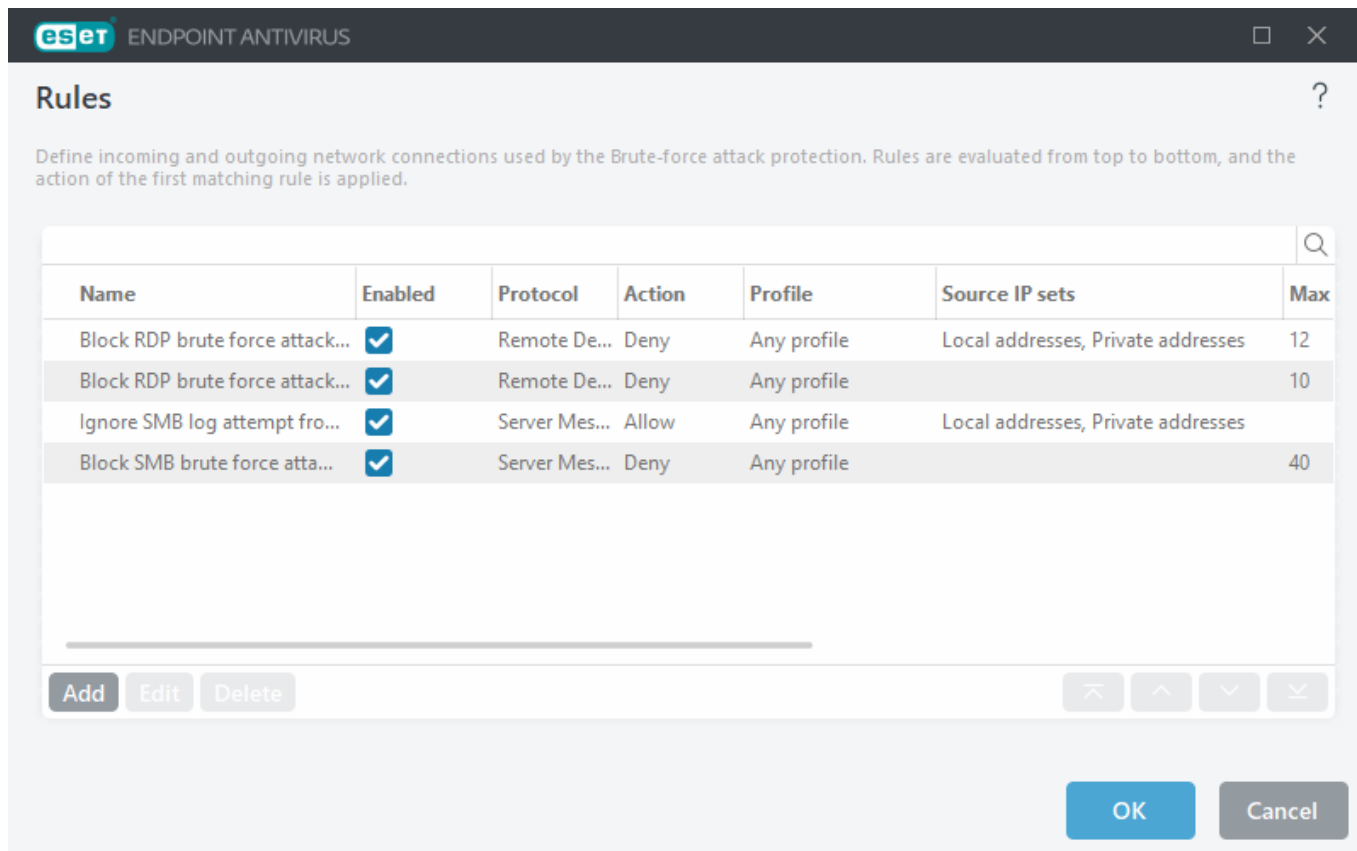 eset ENDPOINT ANTIVIRUS
Rules
?
Define incoming and outgoing network connections used by the Brute-force attack protection. Rules are evaluated from top to bottom, and the
action of the first matching rule is applied.
Name Enabled Protocol Action Profile Source IP sets Max
Block RDP brute force attack... Remote De... Deny Any profile Local addresses, Private addresses 12
Block RDP brute force attack... Remote De... Deny Any profile 10
Ignore SMB log attempt fro... Server Mes... Allow Any profile Local addresses, Private addresses
Block SMB brute force atta... Server Mes... Deny Any profile 40
Add Edit Delete
OK Cancel